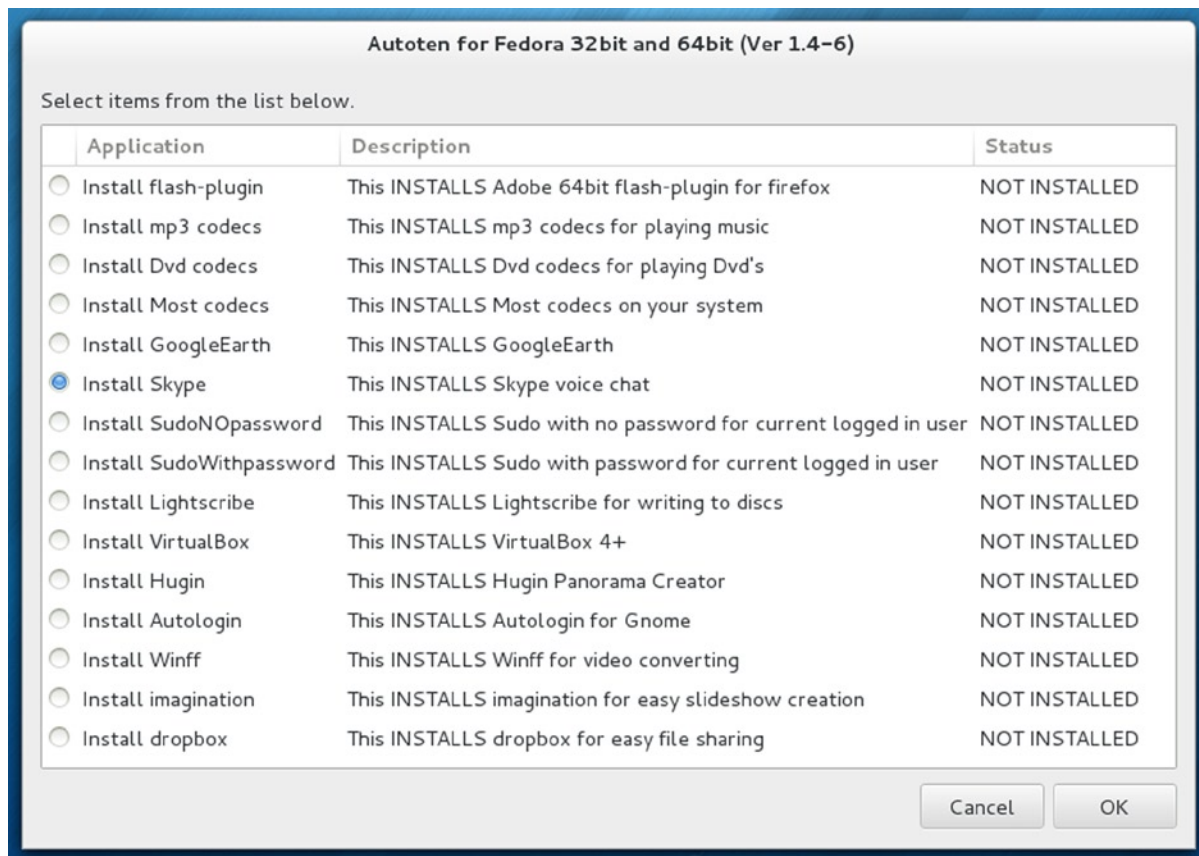 Autoten for Fedora 32bit and 64bit (Ver 1.4-6)
Select items from the list below.
Application Description Status
Install flash-plugin This INSTALLS Adobe 64bit flash-plugin for firefox NOT INSTALLED
Install mp3 codecs This INSTALLS mp3 codecs for playing music NOT INSTALLED
Install Dvd codecs This INSTALLS Dvd codecs for playing Dvd's NOT INSTALLED
Install Most codecs This INSTALLS Most codecs on your system NOT INSTALLED
Install GoogleEarth This INSTALLS GoogleEarth NOT INSTALLED
Install Skype This INSTALLS Skype voice chat NOT INSTALLED
Install SudoNOpassword This INSTALLS Sudo with no password for current logged in user NOT INSTALLED
Install SudoWithpassword This INSTALLS Sudo with password for current logged in user NOT INSTALLED
Install Lightscribe This INSTALLS Lightscribe for writing to discs NOT INSTALLED
Install VirtualBox This INSTALLS VirtualBox 4+ NOT INSTALLED
Install Hugin This INSTALLS Hugin Panorama Creator NOT INSTALLED
Install Autologin This INSTALLS Autologin for Gnome NOT INSTALLED
Install Winff This INSTALLS Winff for video converting NOT INSTALLED
Install imagination This INSTALLS imagination for easy slideshow creation NOT INSTALLED
Install dropbox This INSTALLS dropbox for easy file sharing NOT INSTALLED
Cancel OK